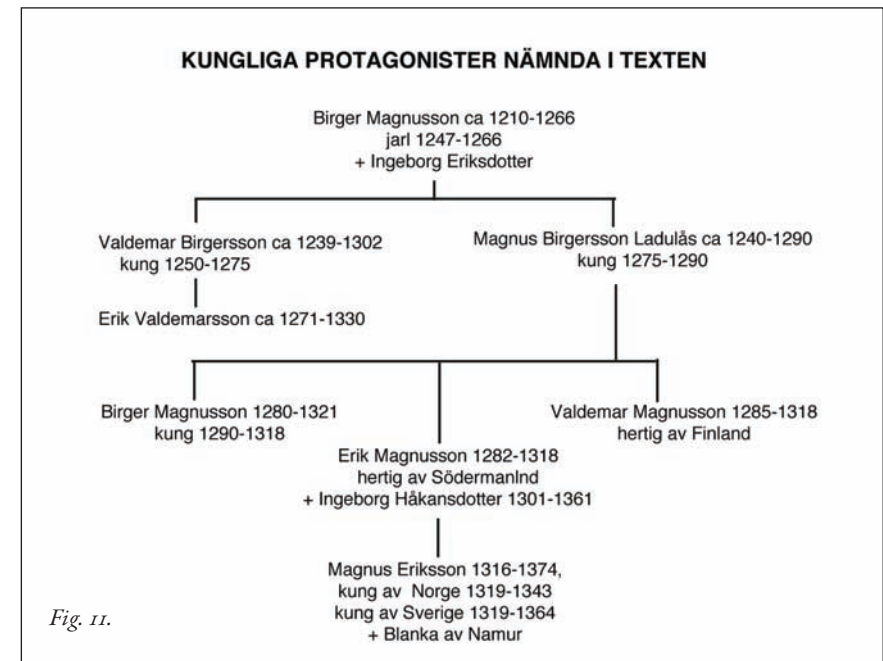 KUNGLIGA PROTAGONISTER NÄMNDA I TEXTEN
Birger Magnusson ca 1210-1266
jarl 1247-1266
+ Ingeborg Eriksdotter
Valdemar Birgersson ca 1239-1302
kung 1250-1275
Magnus Birgersson Ladulås ca 1240-1290
kung 1275-1290
Erik Valdemarsson ca 1271-1330
Birger Magnusson 1280-1321
kung 1290-1318
Valdemar Magnusson 1285-1318
hertig av Finland
Erik Magnusson 1282-1318
hertig av Södermanlnd
+ Ingeborg Håkansdotter 1301-1361
Magnus Eriksson 1316-1374,
kung av Norge 1319-1343
kung av Sverige 1319-1364
+ Blanka av Namur
Fig. 11.